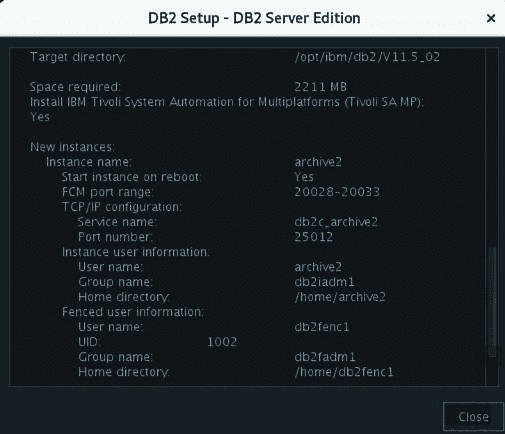 DB2 Setup - DB2 Server Edition ×
Target directory: /opt/ibm/db2/V11.5_02
Space required: 2211 MB
Install IBM Tivoli System Automation for Multiplatforms (Tivoli SA MP):
Yes
New instances:
Instance name: archive2
Start instance on reboot: Yes
FCM port range: 20028-20033
TCP/IP configuration:
Service name: db2c_archive2
Port number: 25012
Instance user information:
User name: archive2
Group name: db2iadm1
Home directory: /home/archive2
Fenced user information:
User name: db2fenc1
UID: 1002
Group name: db2fadm1
Home directory: /home/db2fenc1
Close